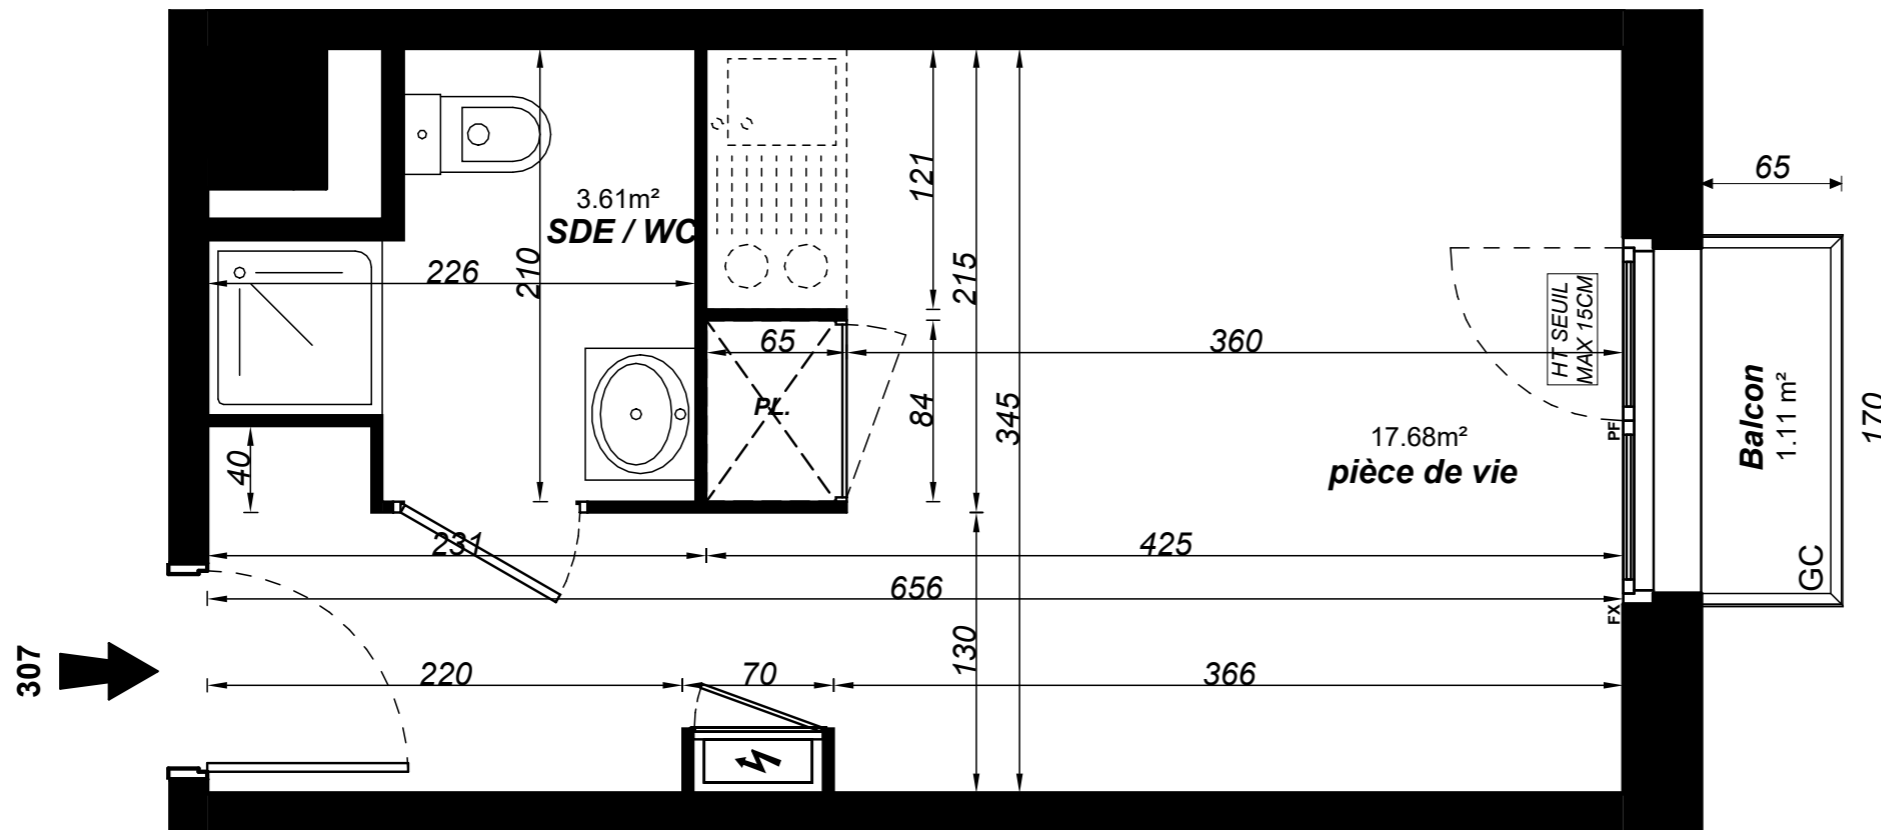 65
3.61m²
SDE / WC
121
226
210
215
HT SEUIL
MAX 15CM
65
360
PL.
84
345
Balcon
1.11 m²
170
17.68m²
pièce de vie
PF
40
231
425
GC
656
FX
130
307
220
70
366